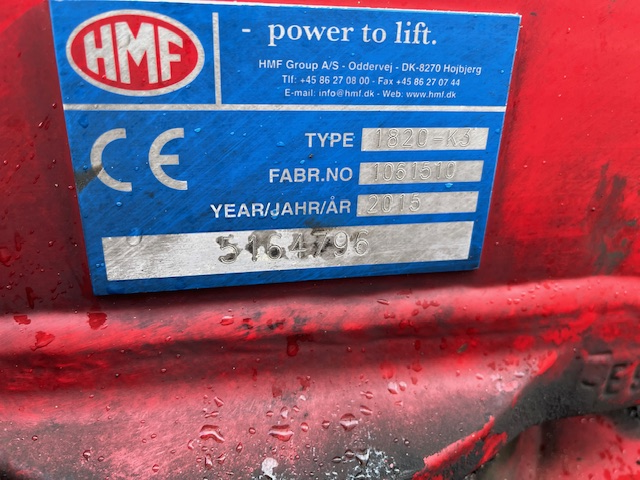 HMF
- power to lift.
HMF Group A/S - Oddervej - DK-8270 Hojbjerg
Tlf: +45 86 27 08 00 - Fax +45 86 27 07 44
E-mail: info@hmf.dk - Web: www.hmf.dk
CE
TYPE 1820-K3
FABR.NO 1061510
YEAR/JAHR/ÅR 2015
5164796